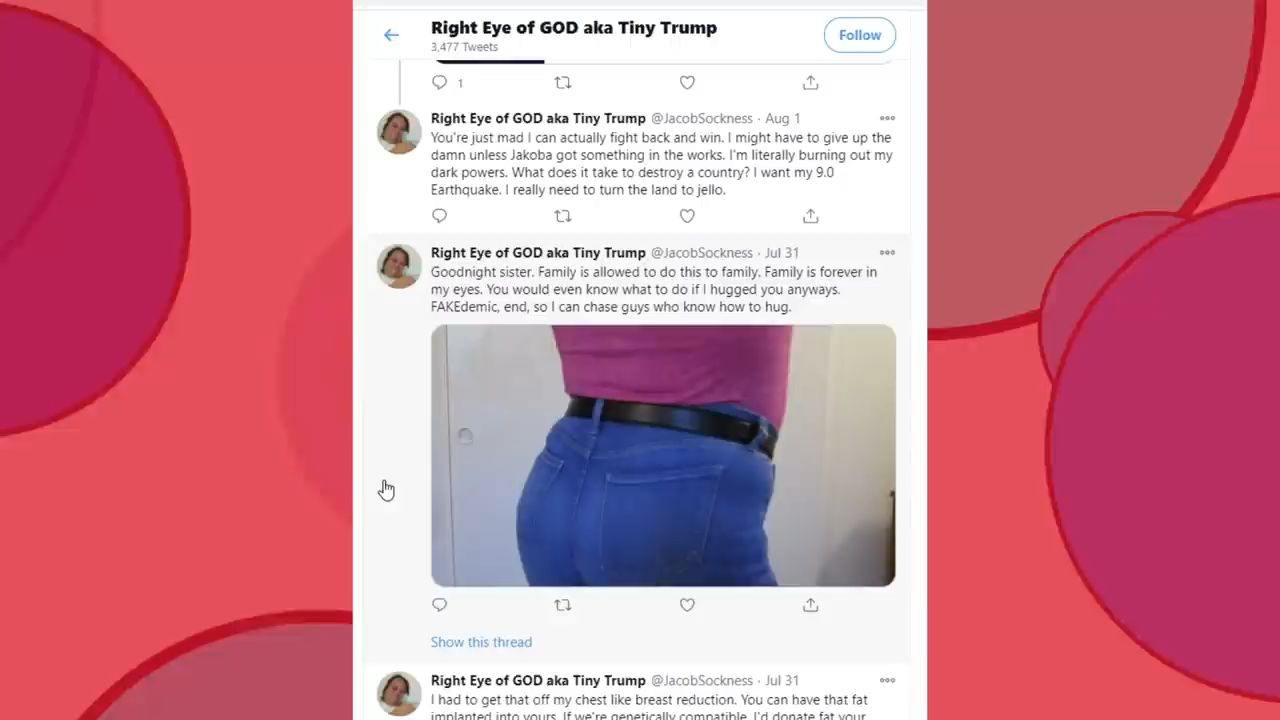 Right Eye of GOD aka Tiny Trump
3,477 Tweets
Follow
1
Right Eye of GOD aka Tiny Trump @JacobSockness · Aug 1
You're just mad I can actually fight back and win. I might have to give up the
damn unless Jakoba got something in the works. I'm literally burning out my
dark powers. What does it take to destroy a country? I want my 9.0
Earthquake. I really need to turn the land to jello.
Right Eye of GOD aka Tiny Trump @JacobSockness · Jul 31
Goodnight sister. Family is allowed to do this to family. Family is forever in
my eyes. You would even know what to do if I hugged you anyways.
FAKEdemic, end, so I can chase guys who know how to hug.
Show this thread
Right Eye of GOD aka Tiny Trump @JacobSockness · Jul 31
I had to get that off my chest like breast reduction. You can have that fat
implanted into yours. If we're genetically compatible, I'd donate fat your